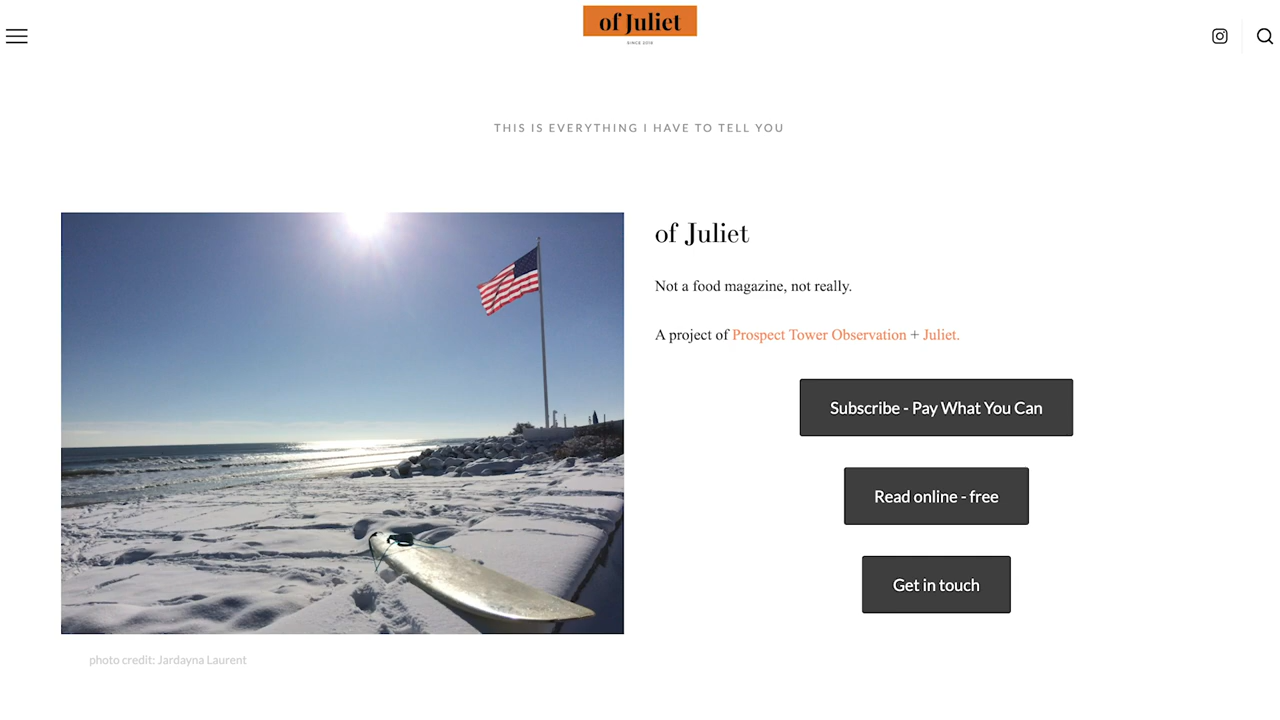 of Juliet
SINCE 2016
THIS IS EVERYTHING I HAVE TO TELL YOU
of Juliet
Not a food magazine, not really.
A project of Prospect Tower Observation + Juliet.
Subscribe - Pay What You Can
Read online - free
Get in touch
photo credit: Jardayna Laurent